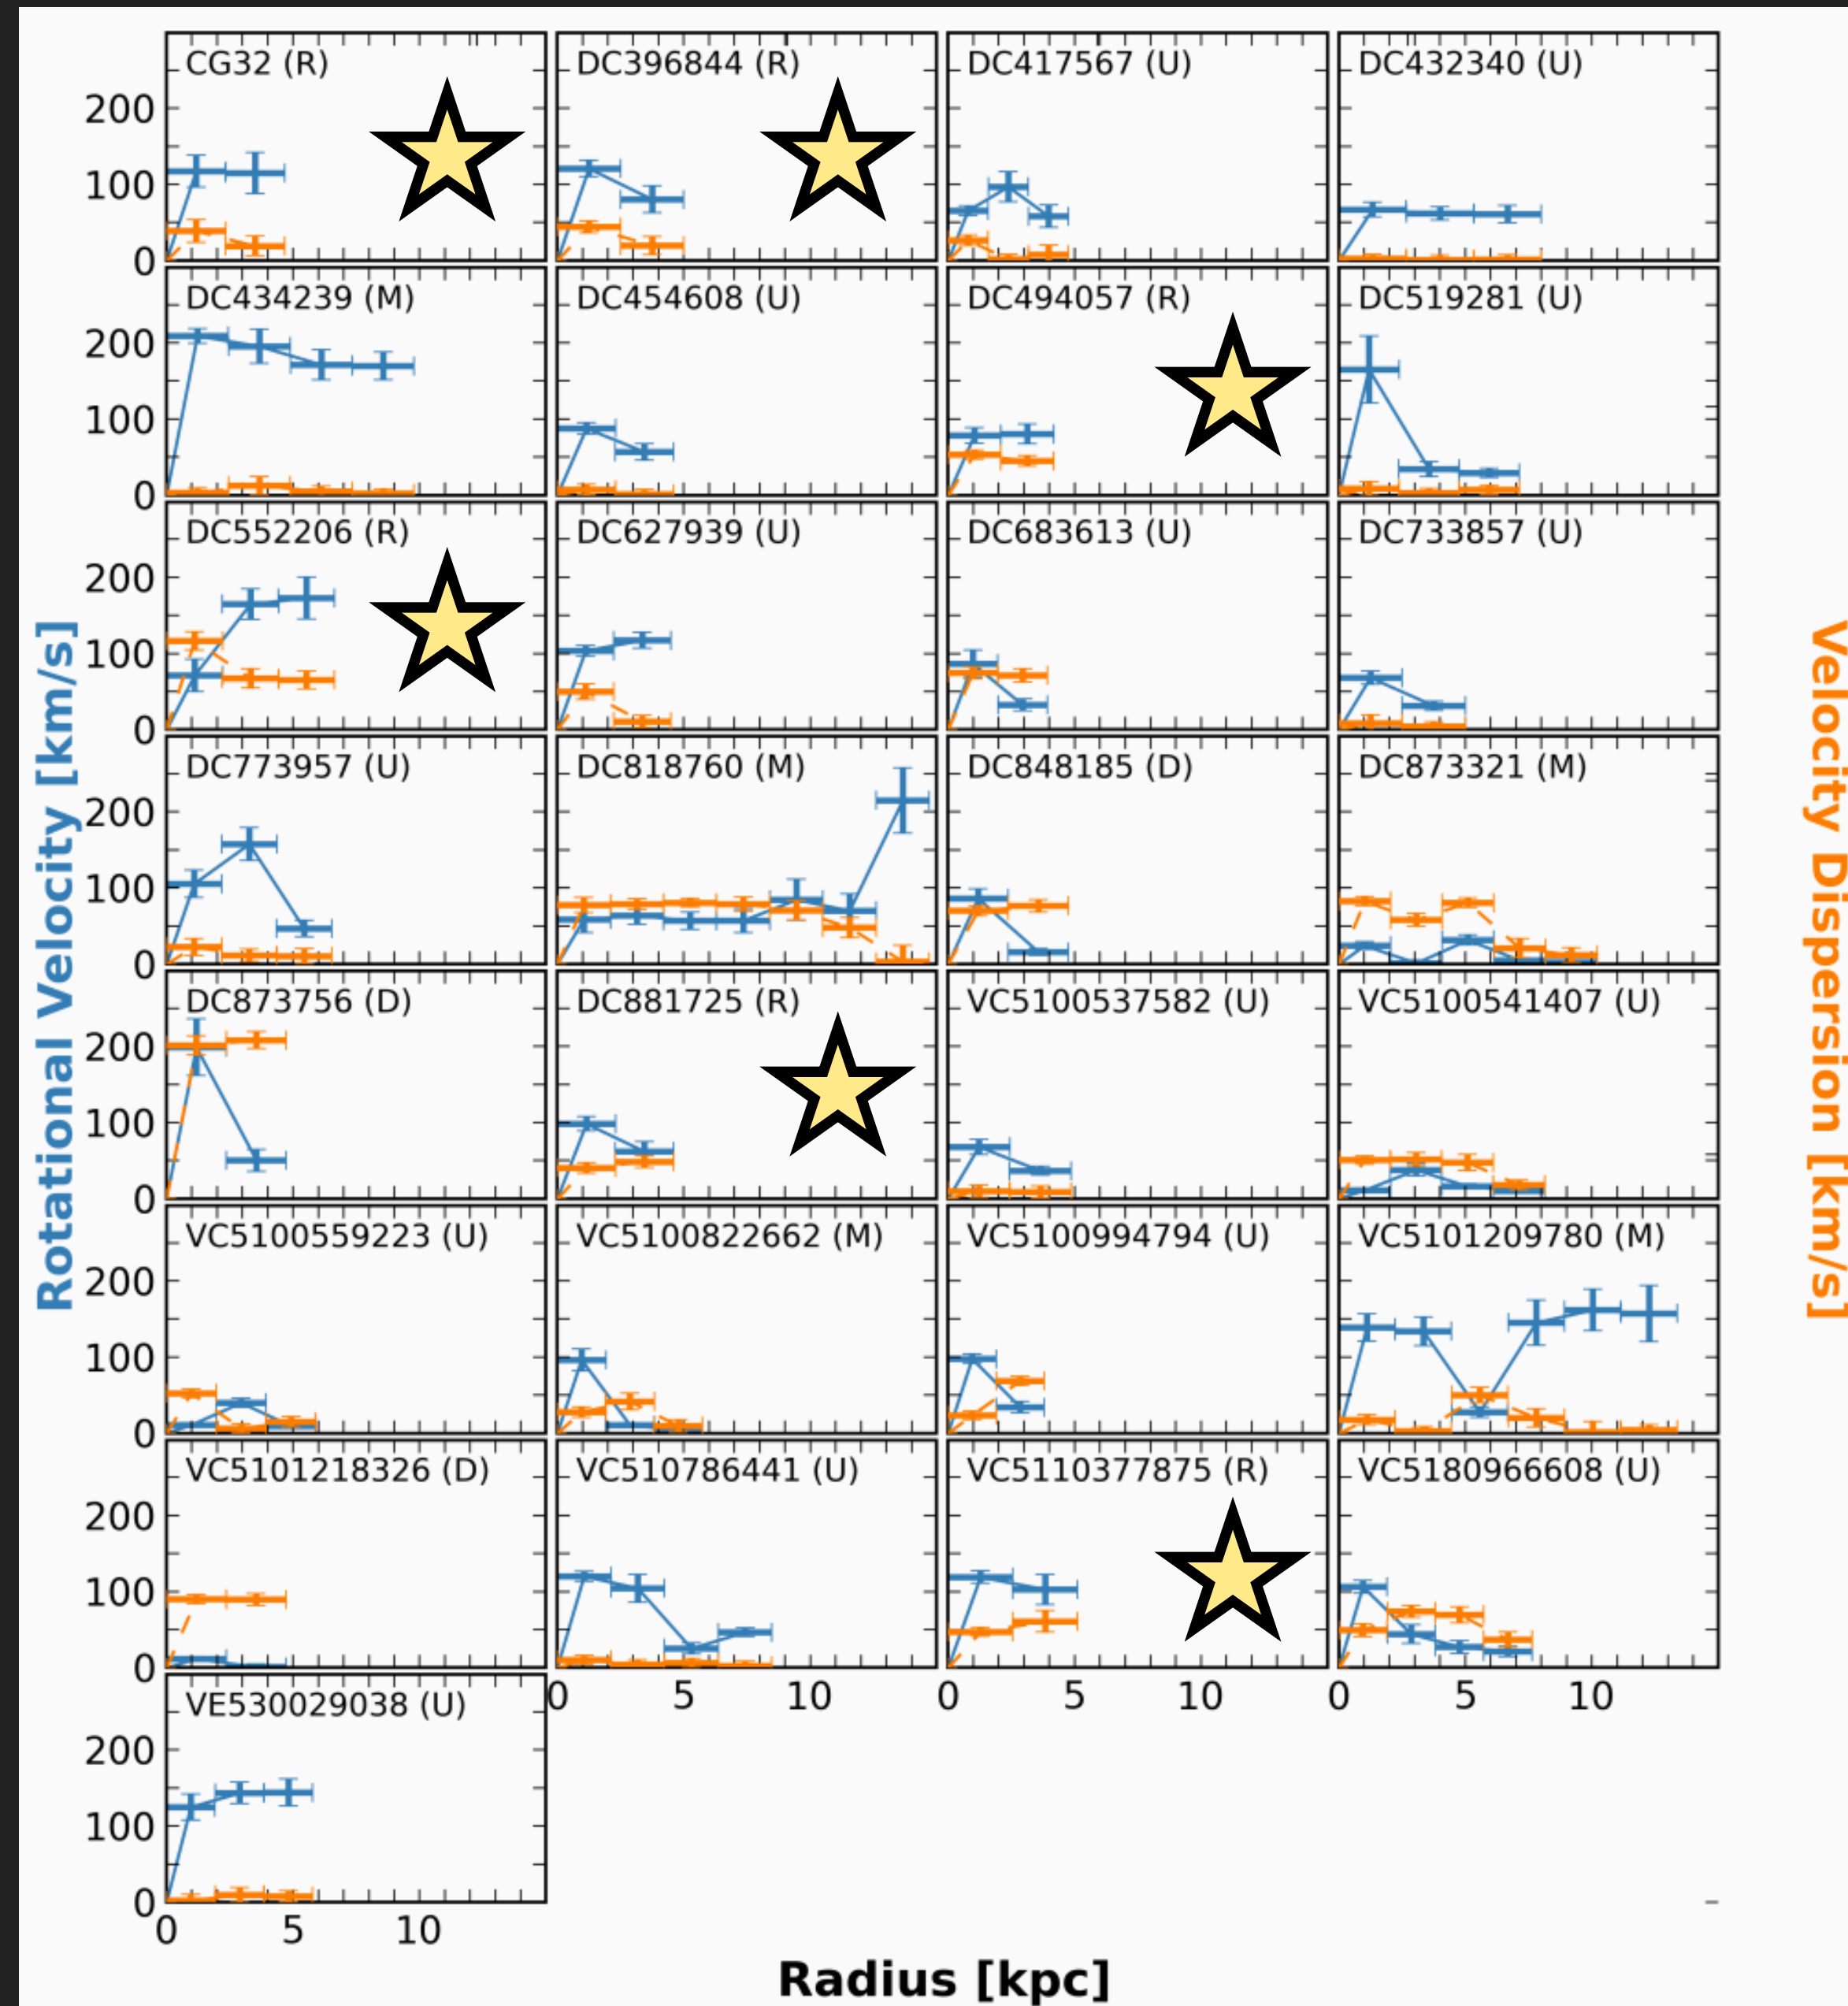 CG32 (R)
DC396844 (R)
DC417567 (U)
DC432340 (U)
200
100
0
DC434239 (M)
DC454608 (U)
DC494057 (R)
DC519281 (U)
200
100
0
DC552206 (R)
DC627939 (U)
DC683613 (U)
DC733857 (U)
200
100
0
DC773957 (U)
DC818760 (M)
DC848185 (D)
DC873321 (M)
200
100
0
DC873756 (D)
DC881725 (R)
VC5100537582 (U)
VC5100541407 (U)
200
100
0
VC5100559223 (U)
VC5100822662 (M)
VC5100994794 (U)
VC5101209780 (M)
200
100
0
VC5101218326 (D)
VC510786441 (U)
VC5110377875 (R)
VC5180966608 (U)
200
100
0
0 5 10
0 5 10
0 5 10
VE530029038 (U)
200
100
0
0 5 10
Rotational Velocity [km/s]
Velocity Dispersion [km/s]
Radius [kpc]